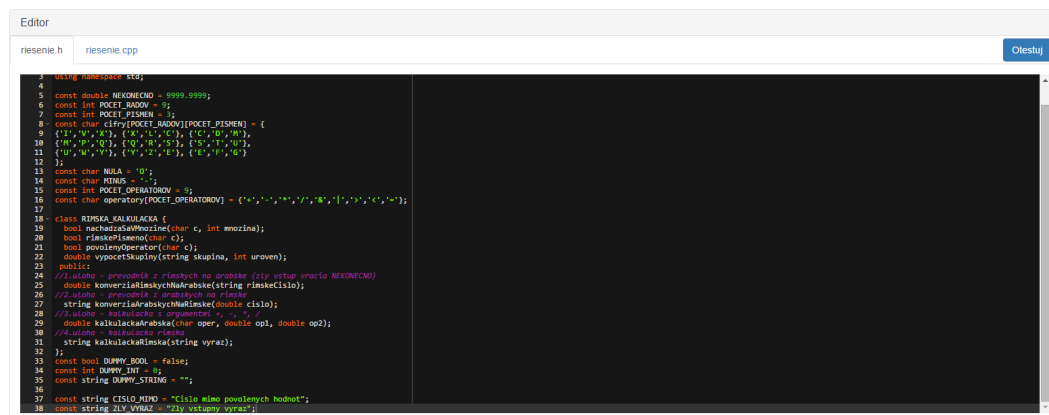 Editor
riesenie.h riesenie.cpp Otestuj
3 using namespace std;
4
5 const double NEKONECNO = 9999.9999;
6 const int POCET_RADOV = 9;
7 const int POCET_PISMEN = 3;
8 const char cifry[POCET_RADOV][POCET_PISMEN] = {
9 {'I','V','X'}, {'X','L','C'}, {'C','D','M'},
10 {'M','P','Q'}, {'Q','R','S'}, {'S','T','U'},
11 {'U','W','Y'}, {'Y','Z','E'}, {'E','F','G'}
12 };
13 const char NULA = 'O';
14 const char MINUS = '-';
15 const int POCET_OPERATOROV = 9;
16 const char operatory[POCET_OPERATOROV] = {'+','-','*','/','&','|','>','<','='};
17
18 class RIMSKA_KALKULACKA {
19 bool nachadzaSaVMnozine(char c, int mnozina);
20 bool rimskePismeno(char c);
21 bool povolenyOperator(char c);
22 double vypocetSkupiny(string skupina, int uroven);
23 public:
24 //1.uloha - prevodnik z rimskych na arabske (zly vstup vracia NEKONECNO)
25 double konverziaRimskychNaArabske(string rimskeCislo);
26 //2.uloha - prevodnik z arabskych na rimske
27 string konverziaArabskychNaRimske(double cislo);
28 //3.uloha - kalkulacka s argumentmi +, -, *, /
29 double kalkulackaArabska(char oper, double op1, double op2);
30 //4.uloha - kalkulacka rimska
31 string kalkulackaRimska(string vyraz);
32 };
33 const bool DUMMY_BOOL = false;
34 const int DUMMY_INT = 0;
35 const string DUMMY_STRING = "";
36
37 const string CISLO_MIMO = "Cislo mimo povolenych hodnot";
38 const string ZLY_VYRAZ = "Zly vstupny vyraz";